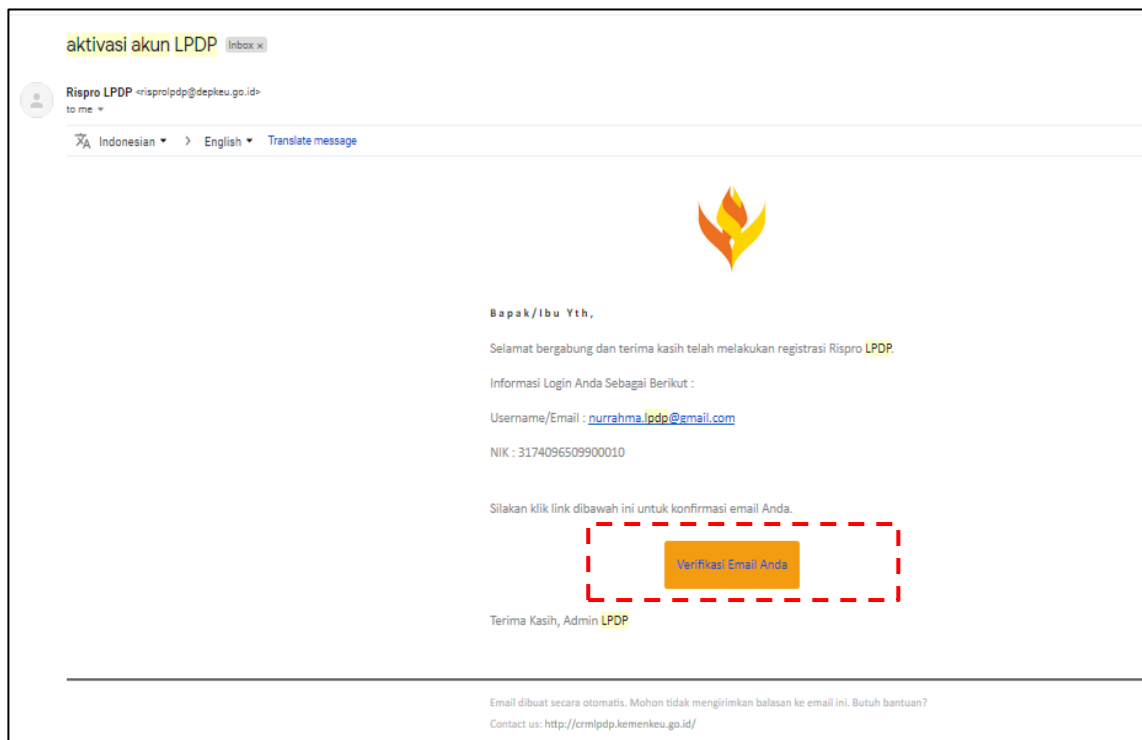 aktivasi akun LPDP Inbox x
Rispro LPDP <risprolpdp@depkeu.go.id>
to me
Indonesian > English Translate message
Bapak/Ibu Yth,
Selamat bergabung dan terima kasih telah melakukan registrasi Rispro LPDP.
Informasi Login Anda Sebagai Berikut :
Username/Email : nurrahma.lpdp@gmail.com
NIK : 3174096509900010
Silakan klik link dibawah ini untuk konfirmasi email Anda.
Verifikasi Email Anda
Terima Kasih, Admin LPDP
Email dibuat secara otomatis. Mohon tidak mengirimkan balasan ke email ini. Butuh bantuan?
Contact us: http://crmlpdp.kemenkeu.go.id/